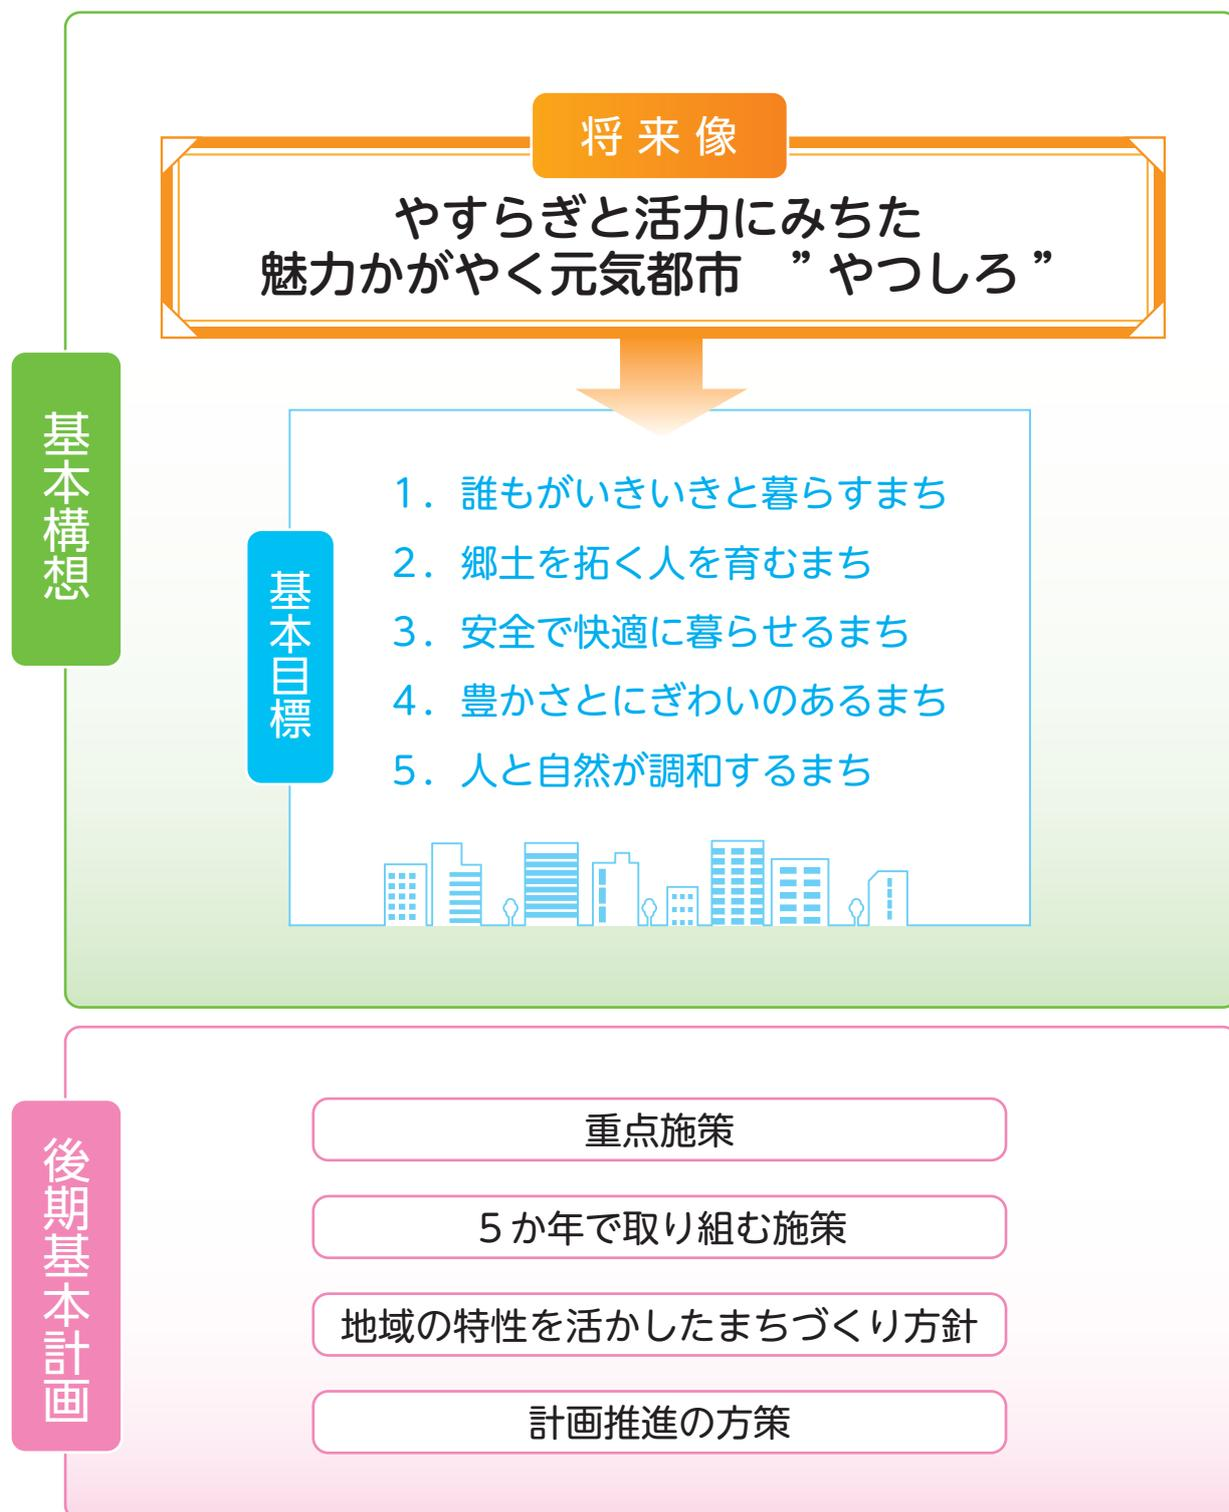 将来像
やすらぎと活力にみちた
魅力かがやく元気都市　”やつしろ”
基本構想
基本目標
1．誰もがいきいきと暮らすまち
2．郷土を拓く人を育むまち
3．安全で快適に暮らせるまち
4．豊かさとにぎわいのあるまち
5．人と自然が調和するまち
後期基本計画
重点施策
5か年で取り組む施策
地域の特性を活かしたまちづくり方針
計画推進の方策